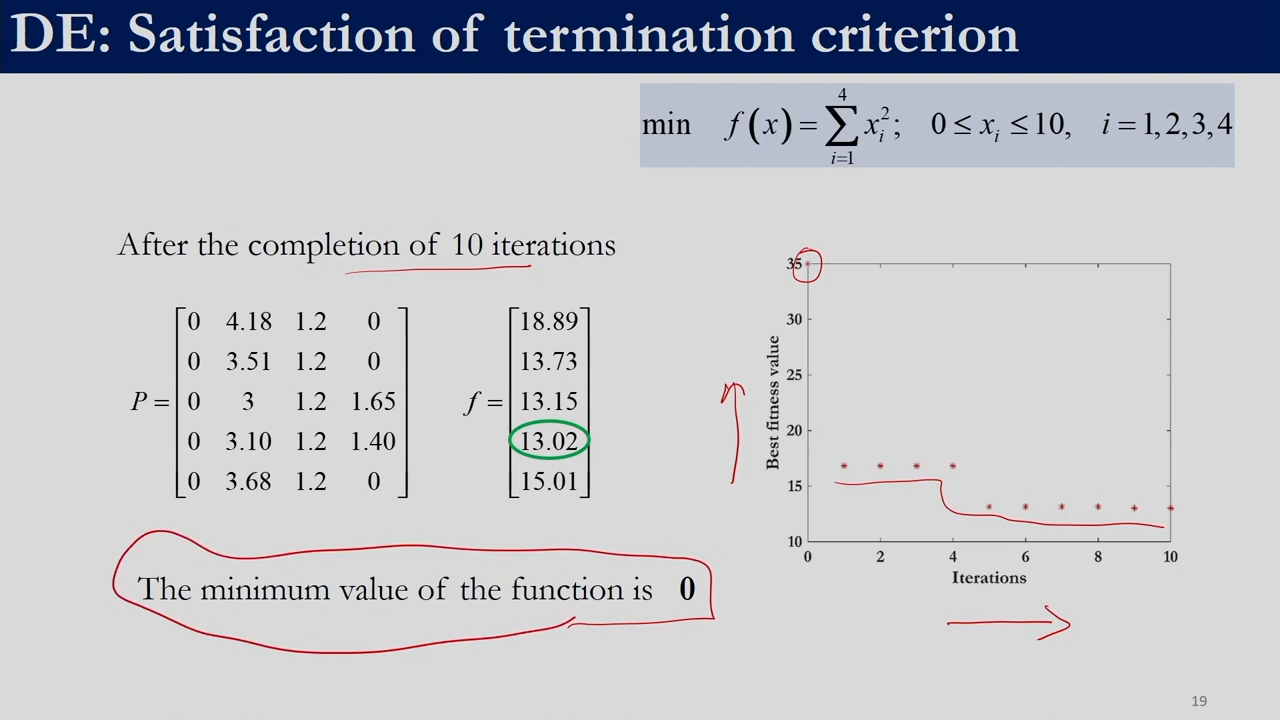 DE: Satisfaction of termination criterion
min f(x) = ∑_{i=1}^{4} x_i^2; 0 ≤ x_i ≤ 10, i = 1,2,3,4
After the completion of 10 iterations
P = [0 4.18 1.2 0
0 3.51 1.2 0
0 3 1.2 1.65
0 3.10 1.2 1.40
0 3.68 1.2 0]
f = [18.89
13.73
13.15
13.02
15.01]
The minimum value of the function is 0
Best fitness value
35
30
25
20
15
10
0 2 4 6 8 10
Iterations
19